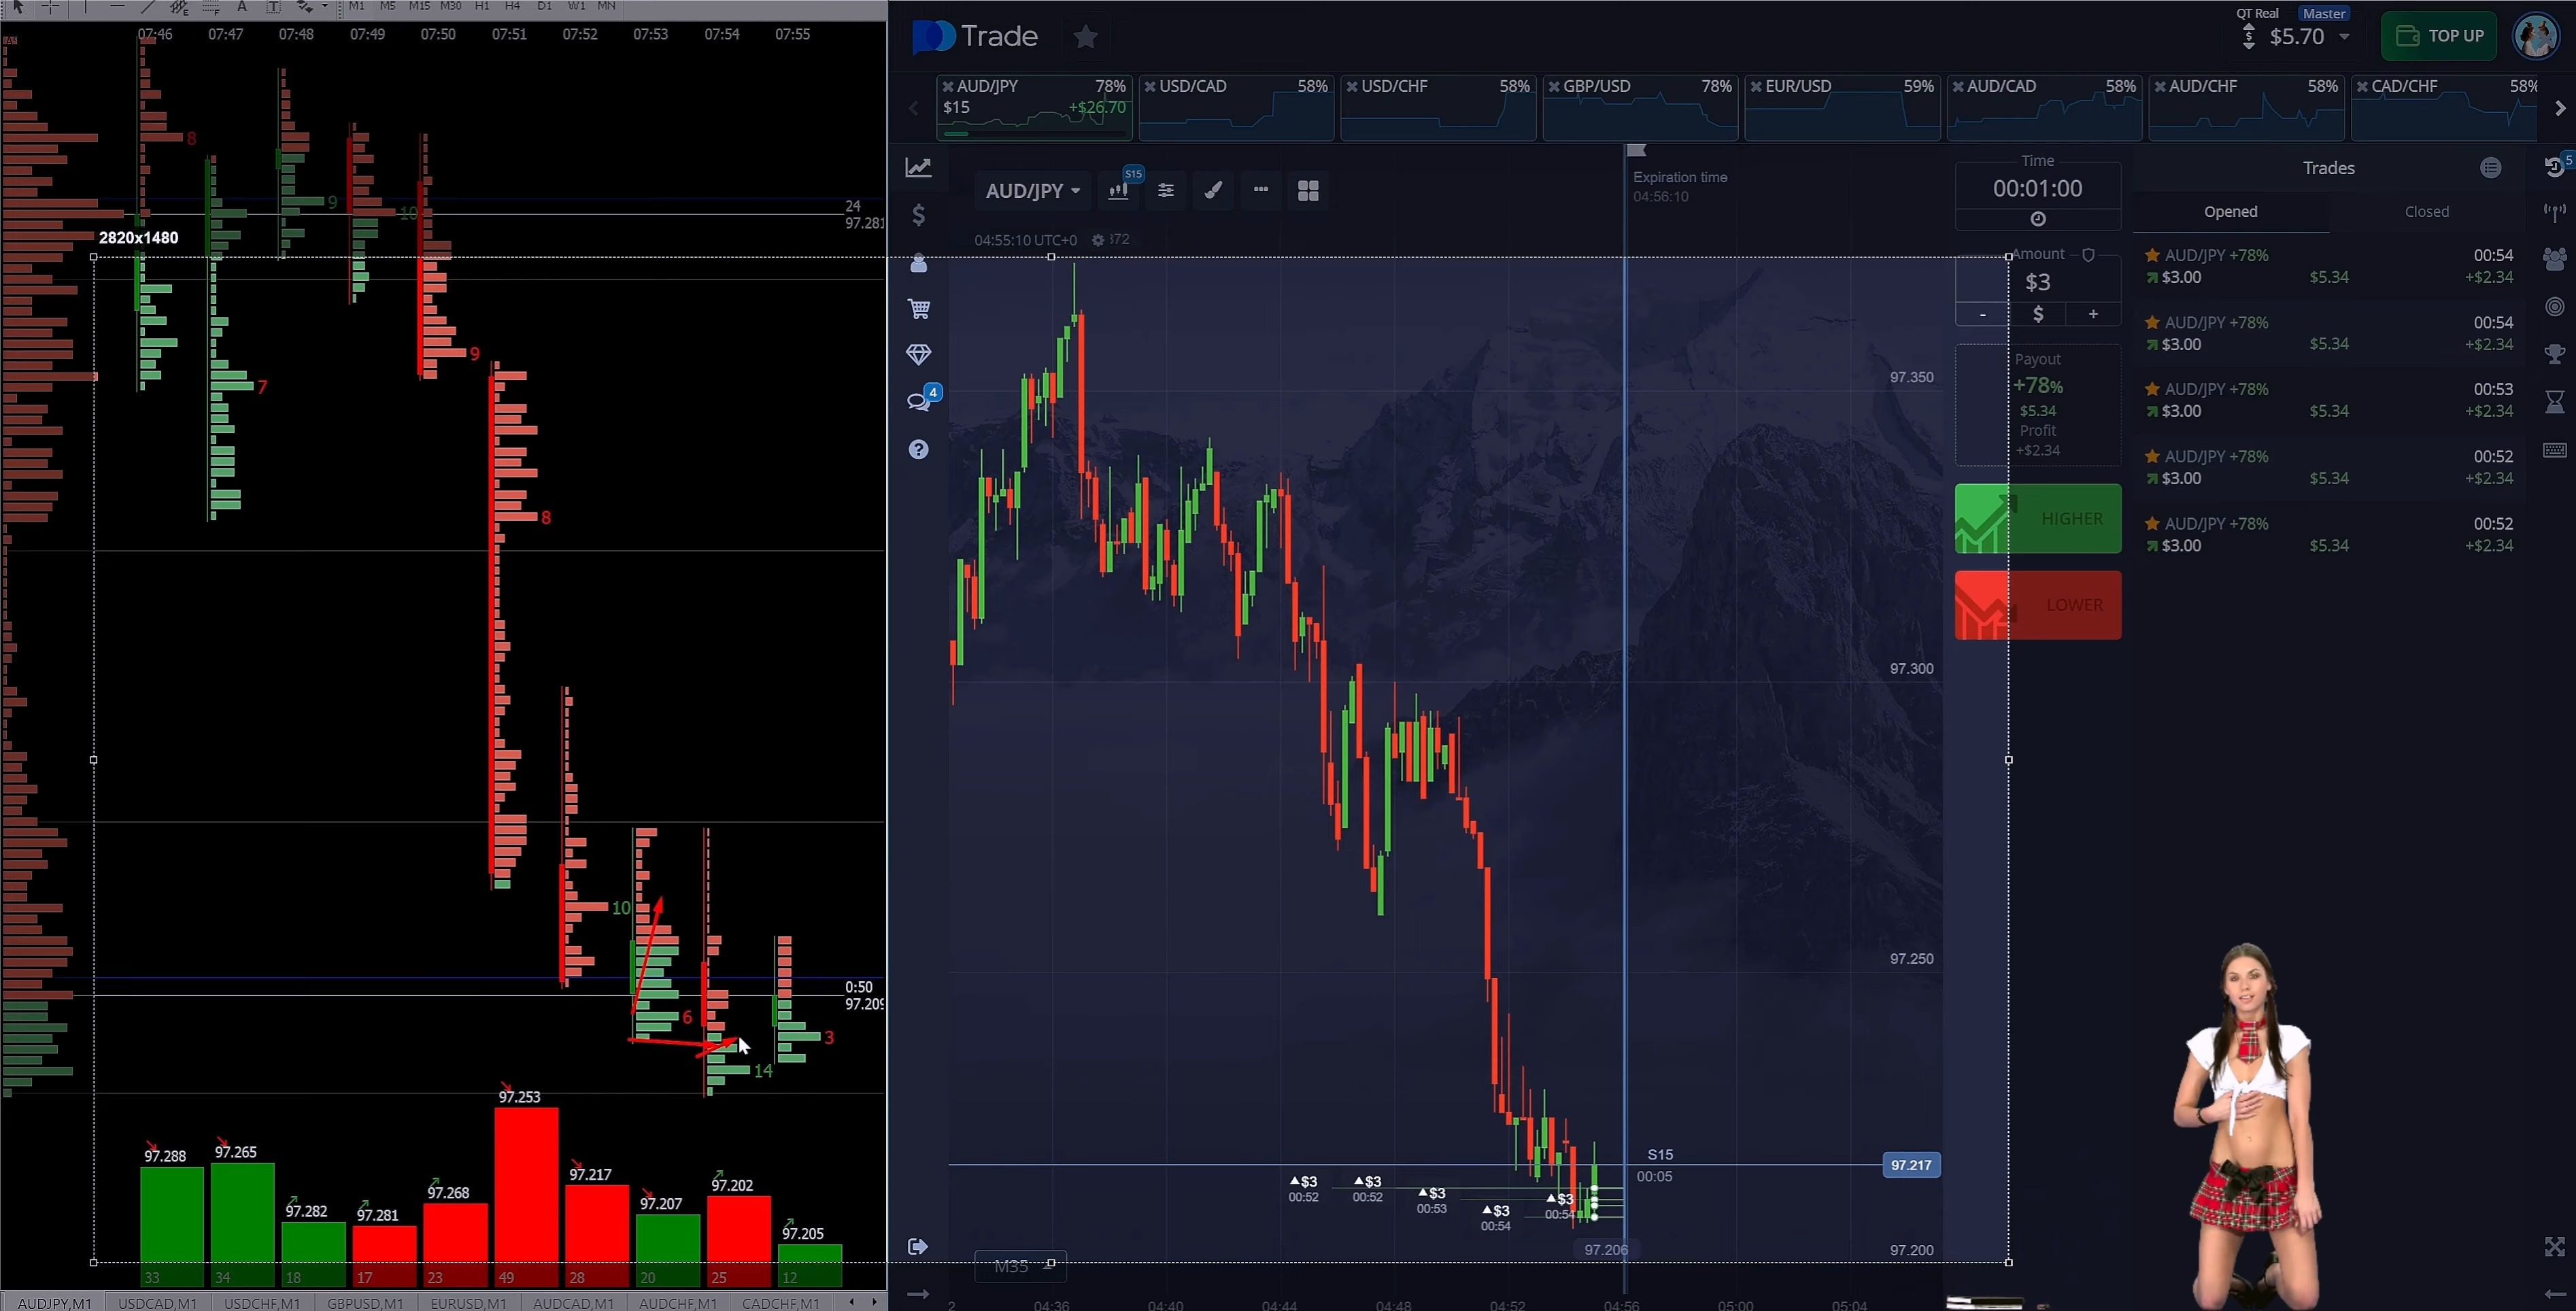 M1 M5 M15 M30 H1 H4 D1 W1 MN
07:46 07:47 07:48 07:49 07:50 07:51 07:52 07:53 07:54 07:55
8
9
10
24
97.281
2820x1480
9
7
8
10
0:50
97.209
6
3
14
97.253
97.288
97.265
97.217
97.268
97.202
97.207
97.282
97.281
97.205
33 34 18 17 23 49 28 20 25 12
AUDJPY,M1 USDCAD,M1 USDCHF,M1 GBPUSD,M1 EURUSD,M1 AUDCAD,M1 AUDCHF,M1 CADCHF,M1
Trade
QT Real Master
$5.70
TOP UP
AUD/JPY 78%
$15 +$26.70
USD/CAD 58%
USD/CHF 58%
GBP/USD 78%
EUR/USD 59%
AUD/CAD 58%
AUD/CHF 58%
CAD/CHF 58%
AUD/JPY
S15
04:55:10 UTC+0
Expiration time
04:56:10
4
97.350
97.300
97.250
97.217
97.200
S15
00:05
$3
00:52
$3
00:52
$3
00:53
$3
00:54
$3
00:54
97.206
M35
2 04:36 04:40 04:44 04:48 04:52 04:56 05:00 05:04
Time
00:01:00
Amount
$3
- $ +
Payout
+78%
$5.34
Profit
+$2.34
HIGHER
LOWER
Trades
5
Opened Closed
AUD/JPY +78% 00:54
$3.00 $5.34 +$2.34
AUD/JPY +78% 00:54
$3.00 $5.34 +$2.34
AUD/JPY +78% 00:53
$3.00 $5.34 +$2.34
AUD/JPY +78% 00:52
$3.00 $5.34 +$2.34
AUD/JPY +78% 00:52
$3.00 $5.34 +$2.34